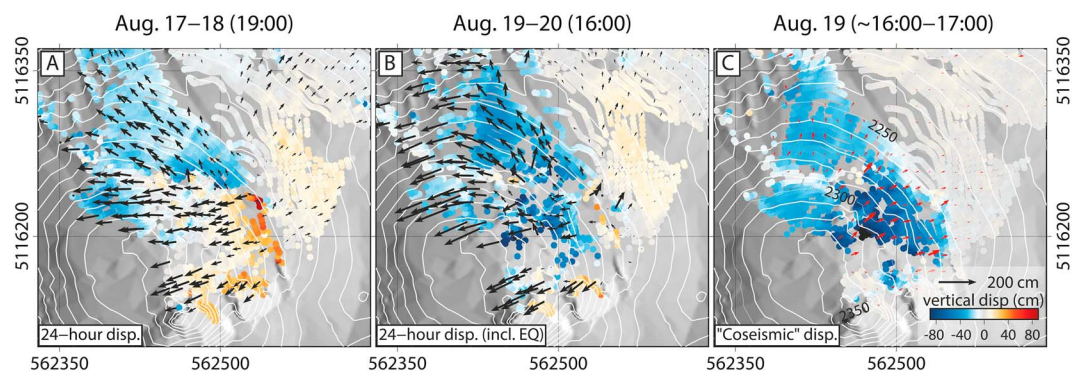 Aug. 17−18 (19:00)
Aug. 19−20 (16:00)
Aug. 19 (~16:00−17:00)
A
B
C
5116350
5116200
5116350
5116200
2250
2300
2350
200 cm
vertical disp (cm)
-80 -40 0 40 80
24−hour disp.
24−hour disp. (incl. EQ)
"Coseismic" disp.
562350
562500
562350
562500
562350
562500